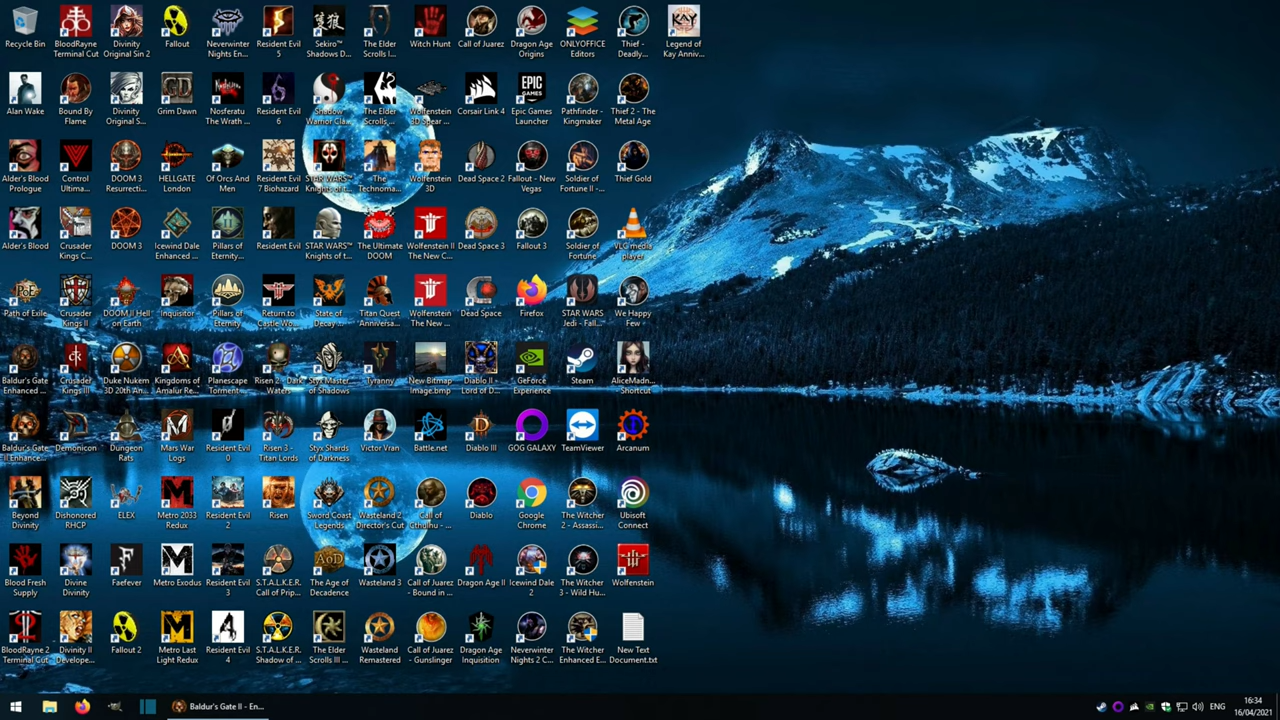 Recycle Bin
BloodRayne
Terminal Cut
Divinity
Original Sin 2
Fallout
Neverwinter
Nights En...
Resident Evil
5
Sekiro™
Shadows D...
The Elder
Scrolls I...
Witch Hunt
Call of Juarez
Dragon Age
Origins
ONLYOFFICE
Editors
Thief -
Deadly...
KAY
Legend of
Kay Anniv...
Alan Wake
Bound By
Flame
Divinity
Original S...
GD
Grim Dawn
Nosferatu
The Wrath ...
Resident Evil
6
Shadow
Warrior Cla...
The Elder
Scrolls...
Wolfenstein
3D Spear ...
Corsair Link 4
EPIC
GAMES
Epic Games
Launcher
Pathfinder -
Kingmaker
Thief 2 - The
Metal Age
Alder's Blood
Prologue
Control
Ultima...
DOOM 3
Resurrecti...
HELLGATE
London
Of Orcs And
Men
Resident Evil
7 Biohazard
STAR WARS™
Knights of t...
The
Technoma...
Wolfenstein
3D
Dead Space 2
Fallout - New
Vegas
Soldier of
Fortune II - ...
Thief Gold
Alder's Blood
Crusader
Kings C...
DOOM 3
Icewind Dale
Enhanced ...
Pillars of
Eternity...
Resident Evil
STAR WARS™
Knights of t...
The Ultimate
DOOM
Wolfenstein II
The New C...
Dead Space 3
Fallout 3
Soldier of
Fortune
VLC media
player
PoE
Path of Exile
Crusader
Kings II
DOOM II Hell
on Earth
Inquisitor
Pillars of
Eternity
Return to
Castle Wo...
State of
Decay...
Titan Quest
Anniversa...
Wolfenstein
The New ...
Dead Space
Firefox
STAR WARS
Jedi - Fall...
We Happy
Few
Baldur's Gate
Enhanced ...
Crusader
Kings III
Duke Nukem
3D 20th An...
Kingdoms of
Amalur Re...
Planescape
Torment...
Risen 2 - Dark
Waters
Styx Master
of Shadows
Tyranny
New Bitmap
Image.bmp
Diablo II -
Lord of D...
GeForce
Experience
Steam
AliceMadn...
- Shortcut
Baldur's Gate
II Enhance...
Demonicon
Dungeon
Rats
Mars War
Logs
Resident Evil
0
Risen 3 -
Titan Lords
Styx Shards
of Darkness
Victor Vran
Battle.net
Diablo III
GOG GALAXY
TeamViewer
Arcanum
Beyond
Divinity
Dishonored
RHCP
ELEX
Metro 2033
Redux
Resident Evil
2
Risen
Sword Coast
Legends
Wasteland 2
Director's Cut
Call of
Cthulhu - ...
Diablo
Google
Chrome
The Witcher
2 - Assassi...
Ubisoft
Connect
Blood Fresh
Supply
Divine
Divinity
Faefever
Metro Exodus
Resident Evil
3
S.T.A.L.K.E.R.
Call of Prip...
AoD
The Age of
Decadence
Wasteland 3
Call of Juarez
- Bound in ...
Dragon Age II
Icewind Dale
2
The Witcher
3 - Wild Hu...
Wolfenstein
BloodRayne 2
Terminal Cut
Divinity II
Develope...
Fallout 2
Metro Last
Light Redux
Resident Evil
4
S.T.A.L.K.E.R.
Shadow of ...
The Elder
Scrolls III ...
Wasteland
Remastered
Call of Juarez
- Gunslinger
Dragon Age
Inquisition
Neverwinter
Nights 2 C...
The Witcher
Enhanced E...
New Text
Document.txt
Baldur's Gate II - En...
ENG
16:34
16/04/2021